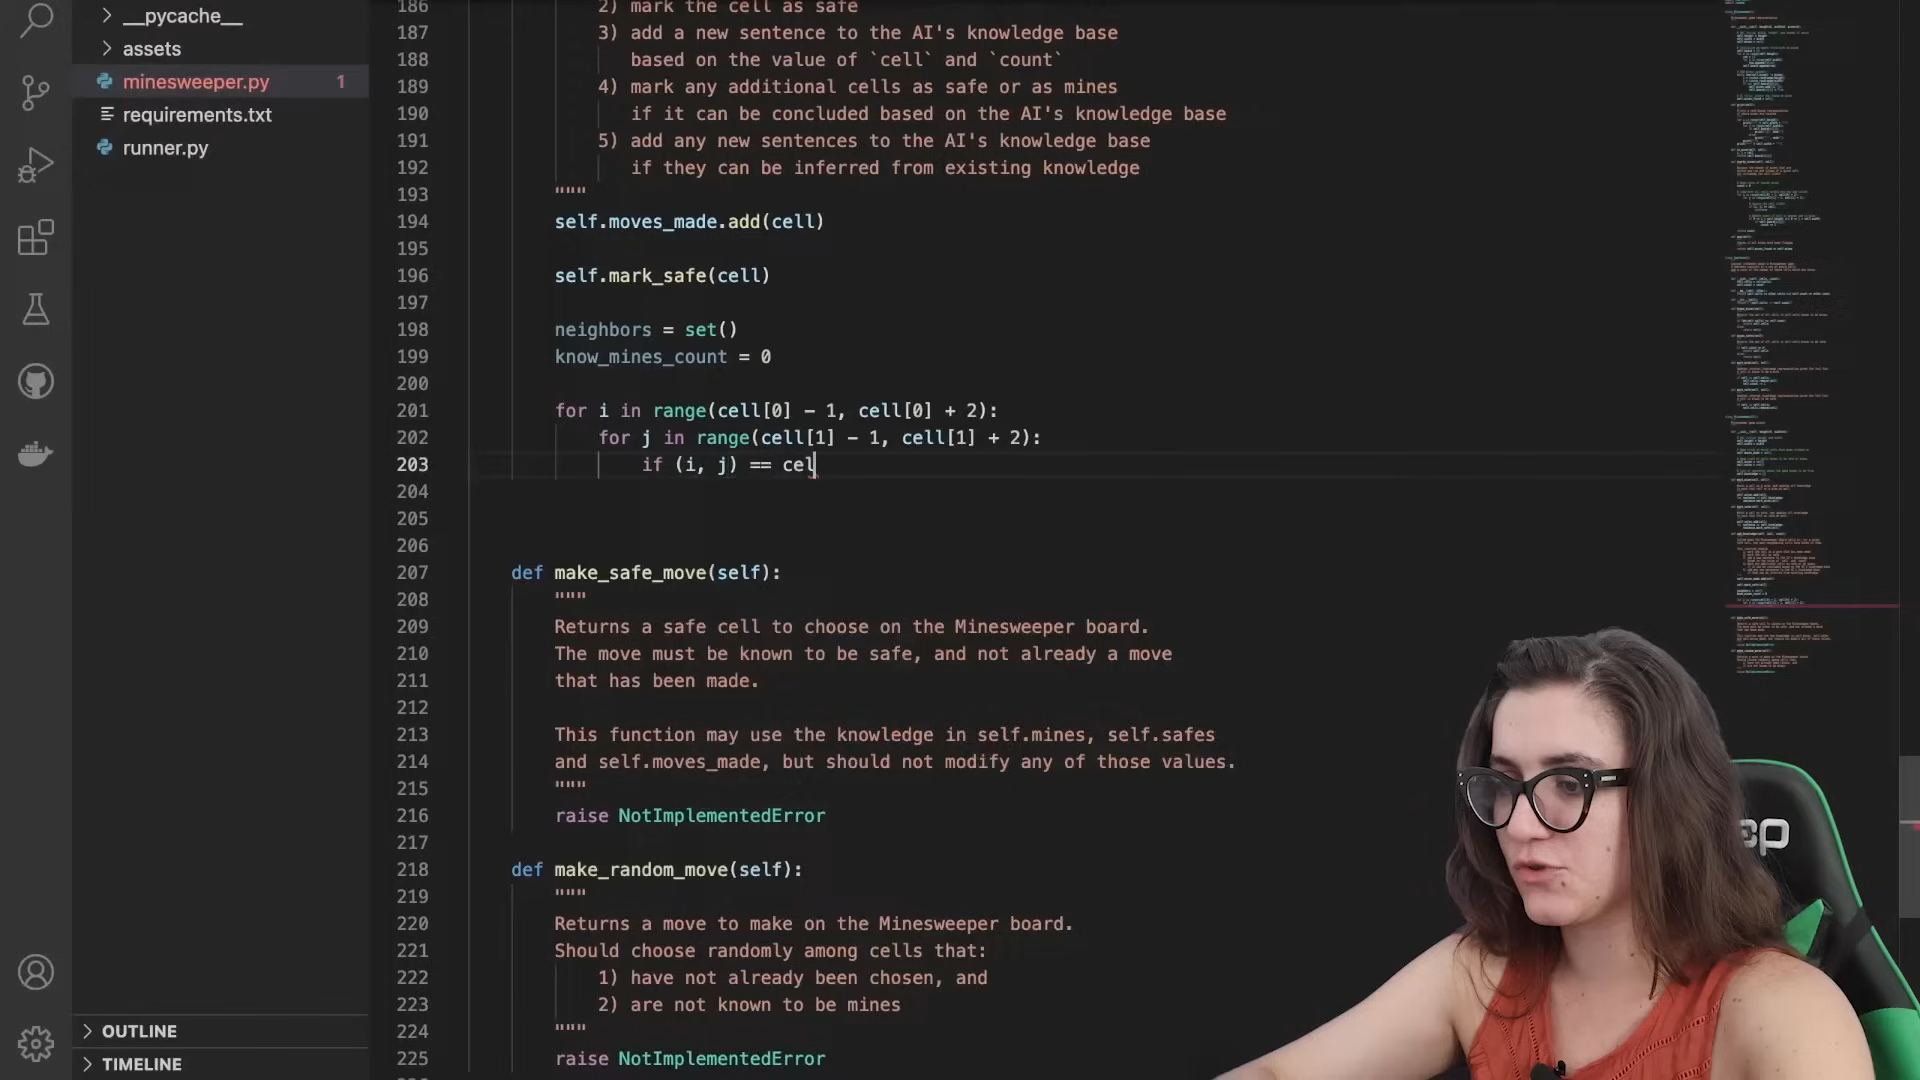 __pycache__
assets
minesweeper.py 1
requirements.txt
runner.py
OUTLINE
TIMELINE
186 2) mark the cell as safe
187 3) add a new sentence to the AI's knowledge base
188 based on the value of `cell` and `count`
189 4) mark any additional cells as safe or as mines
190 if it can be concluded based on the AI's knowledge base
191 5) add any new sentences to the AI's knowledge base
192 if they can be inferred from existing knowledge
193 """
194 self.moves_made.add(cell)
195
196 self.mark_safe(cell)
197
198 neighbors = set()
199 know_mines_count = 0
200
201 for i in range(cell[0] - 1, cell[0] + 2):
202 for j in range(cell[1] - 1, cell[1] + 2):
203 if (i, j) == cel
204
205
206
207 def make_safe_move(self):
208 """
209 Returns a safe cell to choose on the Minesweeper board.
210 The move must be known to be safe, and not already a move
211 that has been made.
212
213 This function may use the knowledge in self.mines, self.safes
214 and self.moves_made, but should not modify any of those values.
215 """
216 raise NotImplementedError
217
218 def make_random_move(self):
219 """
220 Returns a move to make on the Minesweeper board.
221 Should choose randomly among cells that:
222 1) have not already been chosen, and
223 2) are not known to be mines
224 """
225 raise NotImplementedError